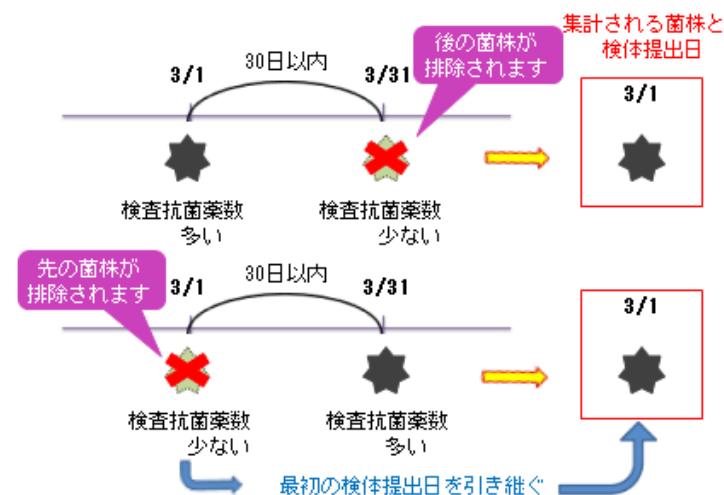 集計される菌株と
検体提出日
後の菌株が
排除されます
30日以内
3/1
3/31
3/1
検査抗菌薬数
多い
検査抗菌薬数
少ない
先の菌株が
排除されます
30日以内
3/1
3/31
3/1
検査抗菌薬数
少ない
検査抗菌薬数
多い
最初の検体提出日を引き継ぐ